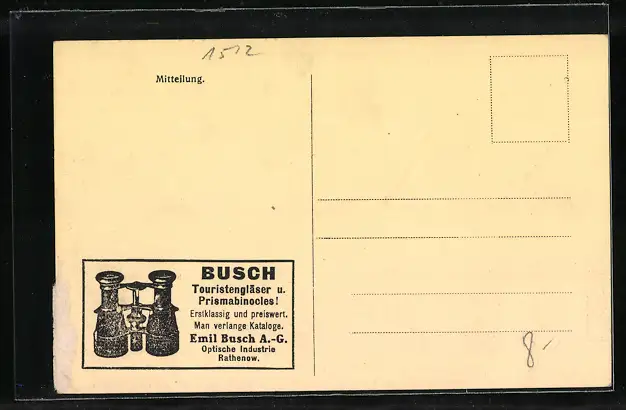 1512
Mitteilung.
BUSCH
Touristengläser u.
Prismabinocles!
Erstklassig und preiswert.
Man verlange Kataloge.
Emil Busch A.-G.
Optische Industrie
Rathenow.
8.-